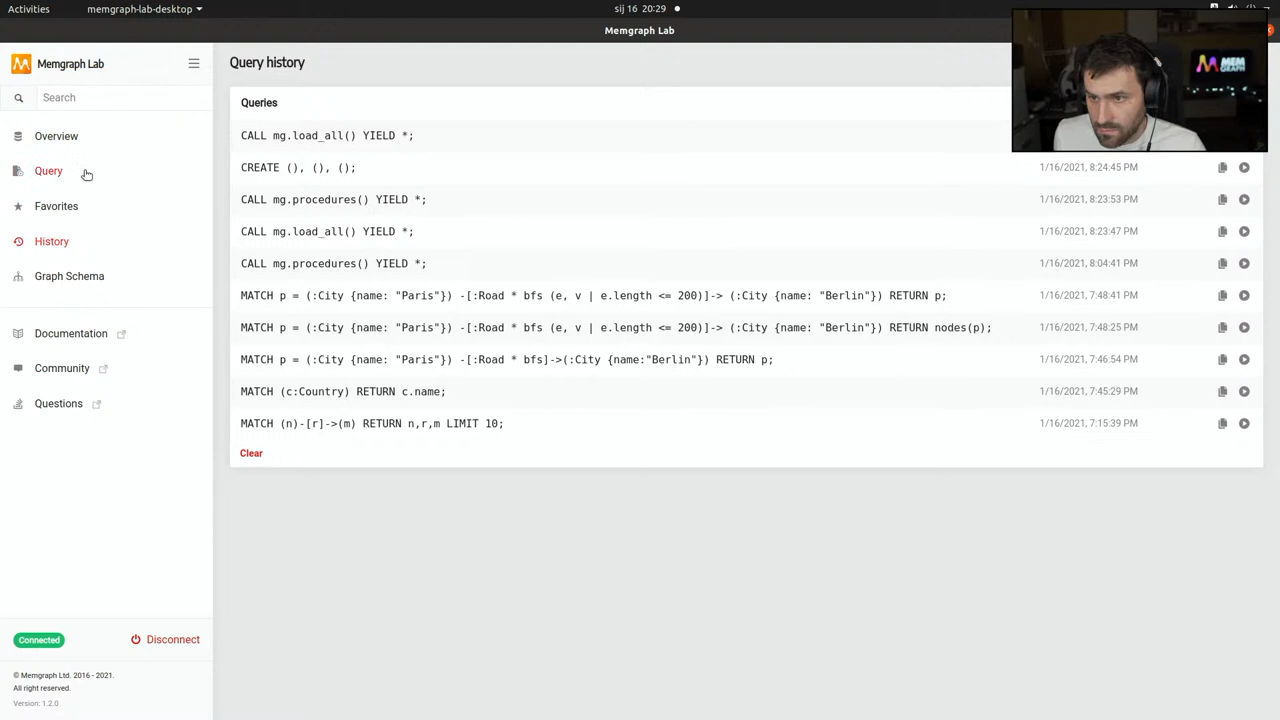 Activities
memgraph-lab-desktop
sij 16 20:29
Memgraph Lab
Memgraph Lab
Search
Overview
Query
Favorites
History
Graph Schema
Documentation
Community
Questions
Connected
Disconnect
© Memgraph Ltd. 2016 - 2021.
All right reserved.
Version: 1.2.0
Query history
Queries
CALL mg.load_all() YIELD *;
CREATE (), (), ();
1/16/2021, 8:24:45 PM
CALL mg.procedures() YIELD *;
1/16/2021, 8:23:53 PM
CALL mg.load_all() YIELD *;
1/16/2021, 8:23:47 PM
CALL mg.procedures() YIELD *;
1/16/2021, 8:04:41 PM
MATCH p = (:City {name: "Paris"}) -[:Road * bfs (e, v | e.length <= 200)]-> (:City {name: "Berlin"}) RETURN p;
1/16/2021, 7:48:41 PM
MATCH p = (:City {name: "Paris"}) -[:Road * bfs (e, v | e.length <= 200)]-> (:City {name: "Berlin"}) RETURN nodes(p);
1/16/2021, 7:48:25 PM
MATCH p = (:City {name: "Paris"}) -[:Road * bfs]->(:City {name:"Berlin"}) RETURN p;
1/16/2021, 7:46:54 PM
MATCH (c:Country) RETURN c.name;
1/16/2021, 7:45:29 PM
MATCH (n)-[r]->(m) RETURN n,r,m LIMIT 10;
1/16/2021, 7:15:39 PM
Clear
MEM
GRAPH